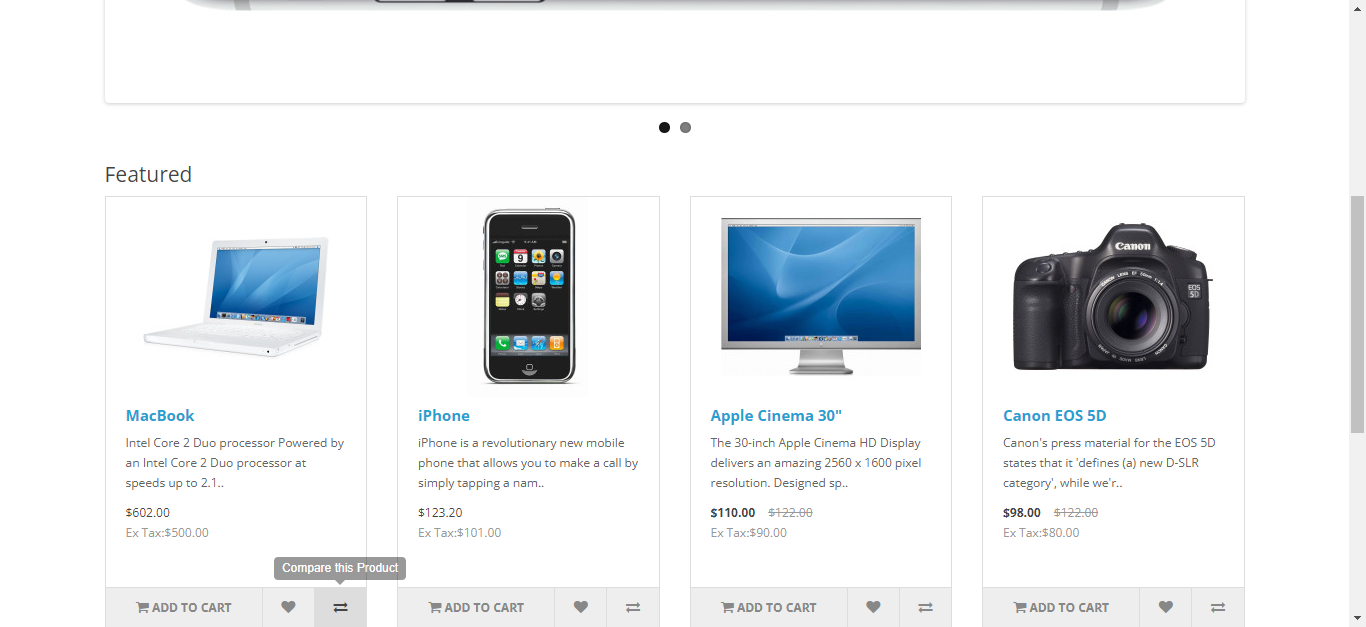 Featured
Canon
EOS
5D
MacBook
Intel Core 2 Duo processor Powered by
an Intel Core 2 Duo processor at
speeds up to 2.1..
$602.00
Ex Tax:$500.00
Compare this Product
ADD TO CART
iPhone
iPhone is a revolutionary new mobile
phone that allows you to make a call by
simply tapping a nam..
$123.20
Ex Tax:$101.00
ADD TO CART
Apple Cinema 30"
The 30-inch Apple Cinema HD Display
delivers an amazing 2560 x 1600 pixel
resolution. Designed sp..
$110.00 $122.00
Ex Tax:$90.00
ADD TO CART
Canon EOS 5D
Canon's press material for the EOS 5D
states that it 'defines (a) new D-SLR
category', while we'r..
$98.00 $122.00
Ex Tax:$80.00
ADD TO CART